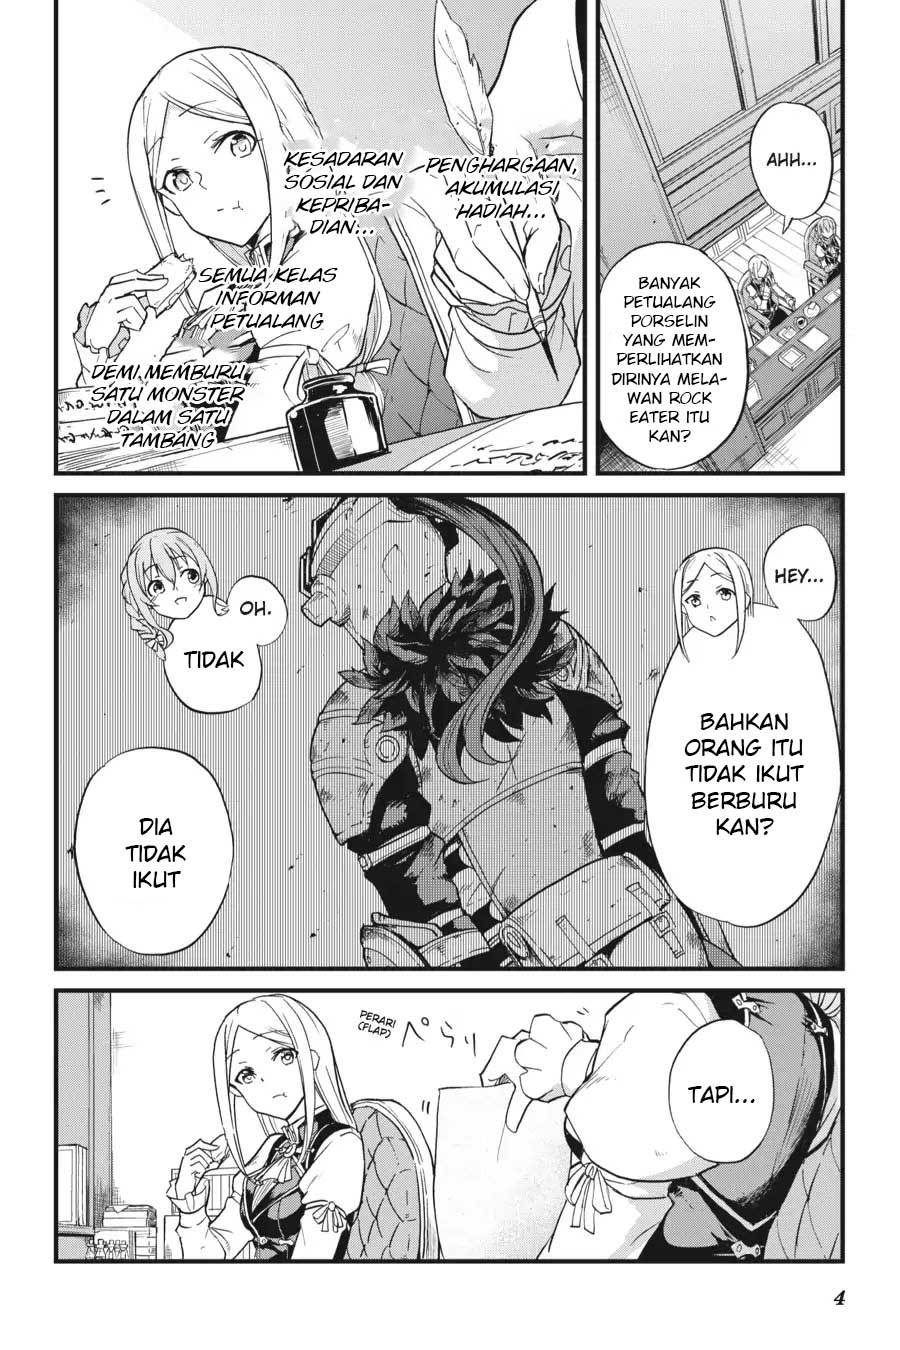 AHH...
BANYAK
PETUALANG
PORSELIN
YANG MEM-
PERLIHATKAN
DIRINYA MELA-
WAN ROCK
EATER ITU
KAN?
PENGHARGAAN,
AKUMULASI
HADIAH...
KESADARAN
SOSIAL DAN
KEPRIBA-
DIAN...
SEMUA KELAS
INFORMAN
PETUALANG
DEMI MEMBURU
SATU MONSTER
DALAM SATU
TAMBANG
HEY...
BAHKAN
ORANG ITU
TIDAK IKUT
BERBURU
KAN?
OH.
TIDAK
DIA
TIDAK
IKUT
TAPI...
ぺらり
PERARI
(FLAP)
4